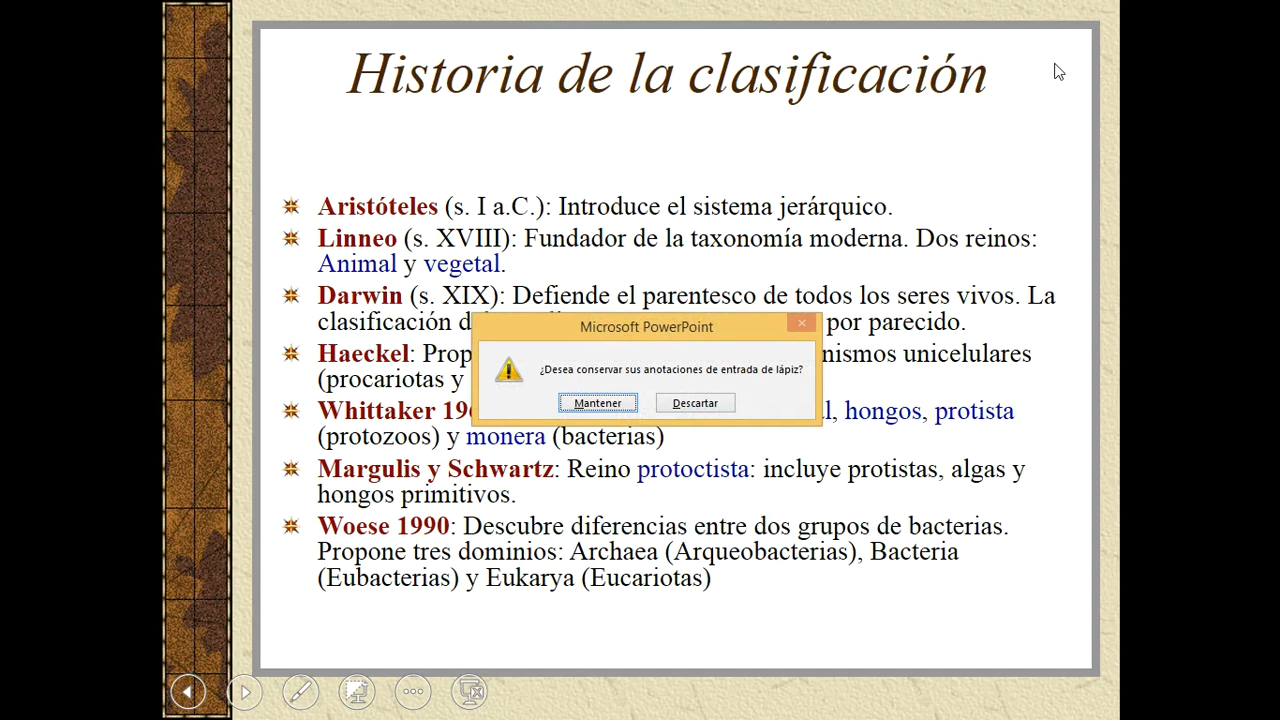 Historia de la clasificación
Aristóteles (s. I a.C.): Introduce el sistema jerárquico.
Linneo (s. XVIII): Fundador de la taxonomía moderna. Dos reinos:
Animal y vegetal.
Darwin (s. XIX): Defiende el parentesco de todos los seres vivos. La
clasificación por parecido.
Haeckel: nismos unicelulares
(procariotas y
Whittaker hongos, protista
(protozoos) y monera (bacterias)
Margulis y Schwartz: Reino protoctista: incluye protistas, algas y
hongos primitivos.
Woese 1990: Descubre diferencias entre dos grupos de bacterias.
Propone tres dominios: Archaea (Arqueobacterias), Bacteria
(Eubacterias) y Eukarya (Eucariotas)
Microsoft PowerPoint
¿Desea conservar sus anotaciones de entrada de lápiz?
Mantener Descartar